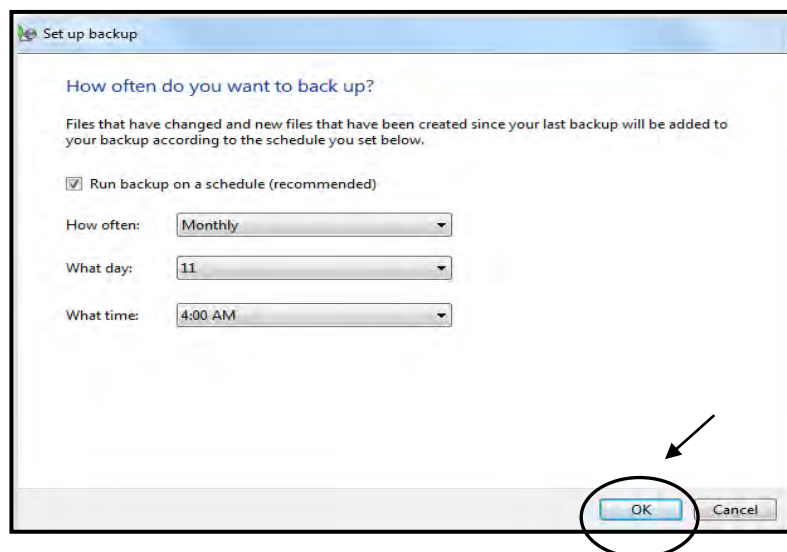 Set up backup
How often do you want to back up?
Files that have changed and new files that have been created since your last backup will be added to
your backup according to the schedule you set below.
Run backup on a schedule (recommended)
How often: Monthly
What day: 11
What time: 4:00 AM
OK Cancel